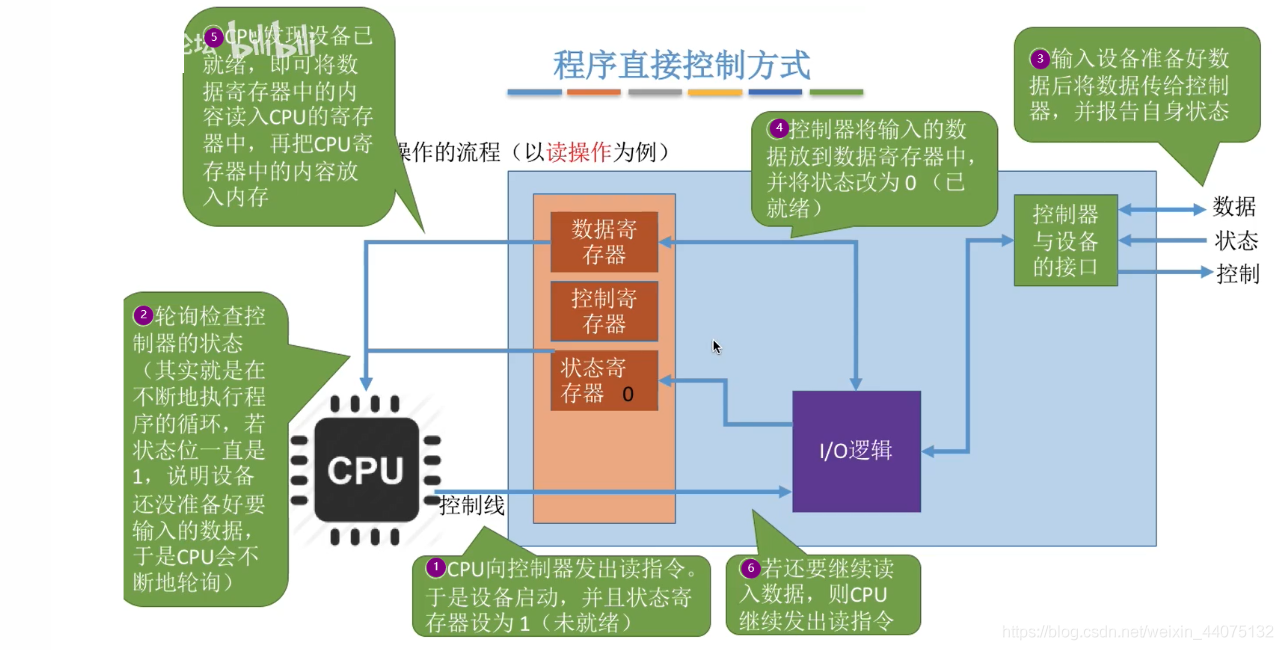 程序直接控制方式
操作的流程（以读操作为例）
⑤CPU发现设备已
就绪，即可将数
据寄存器中的内
容读入CPU的寄存
器中，再把CPU寄
存器中的内容放
入内存
论坛 bilibili
④控制器将输入的数
据放到数据寄存器中，
并将状态改为 0 （已
就绪）
③输入设备准备好数
据后将数据传给控制
器，并报告自身状态
②轮询检查控
制器的状态
（其实就是在
不断地执行程
序的循环，若
状态位一直是
1，说明设备
还没准备好要
输入的数据，
于是CPU会不
断地轮询）
数据寄
存器
控制寄
存器
状态寄
存器 0
控制器
与设备
的接口
数据
状态
控制
I/O逻辑
CPU
控制线
①CPU向控制器发出读指令。
于是设备启动，并且状态寄
存器设为 1（未就绪）
⑥若还要继续读
入数据，则CPU
继续发出读指令
https://blog.csdn.net/weixin_44075132